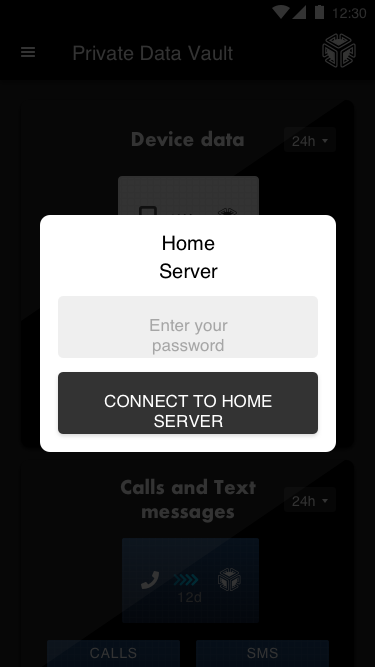 12:30
Private Data Vault
Device data
24h
Home
Server
Enter your
password
CONNECT TO HOME
SERVER
Calls and Text
messages
24h
12d
CALLS
SMS